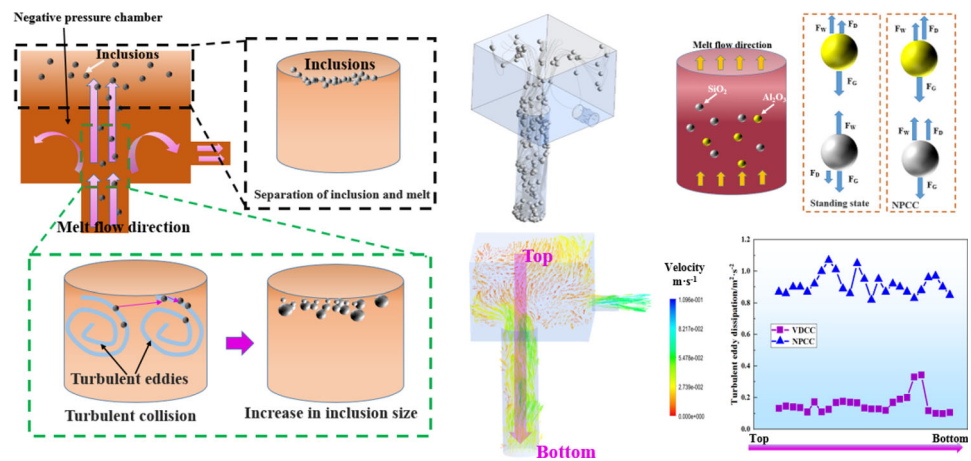 Negative pressure chamber
Inclusions
Melt flow direction
Inclusions
Separation of inclusion and melt
Turbulent eddies
Turbulent collision
Increase in inclusion size
Melt flow direction
SiO₂
Al₂O₃
F_W
F_D
F_G
F_W
F_D
F_G
Standing state
F_W
F_D
F_G
F_W
F_D
F_G
NPCC
Top
Bottom
Velocity
m·s⁻¹
1.096e-001
8.217e-002
5.478e-002
2.739e-002
0.000e+000
Turbulent eddy dissipation/m².s⁻²
1.2
1.0
0.8
0.6
0.4
0.2
0.0
VDCC
NPCC
Top
Bottom